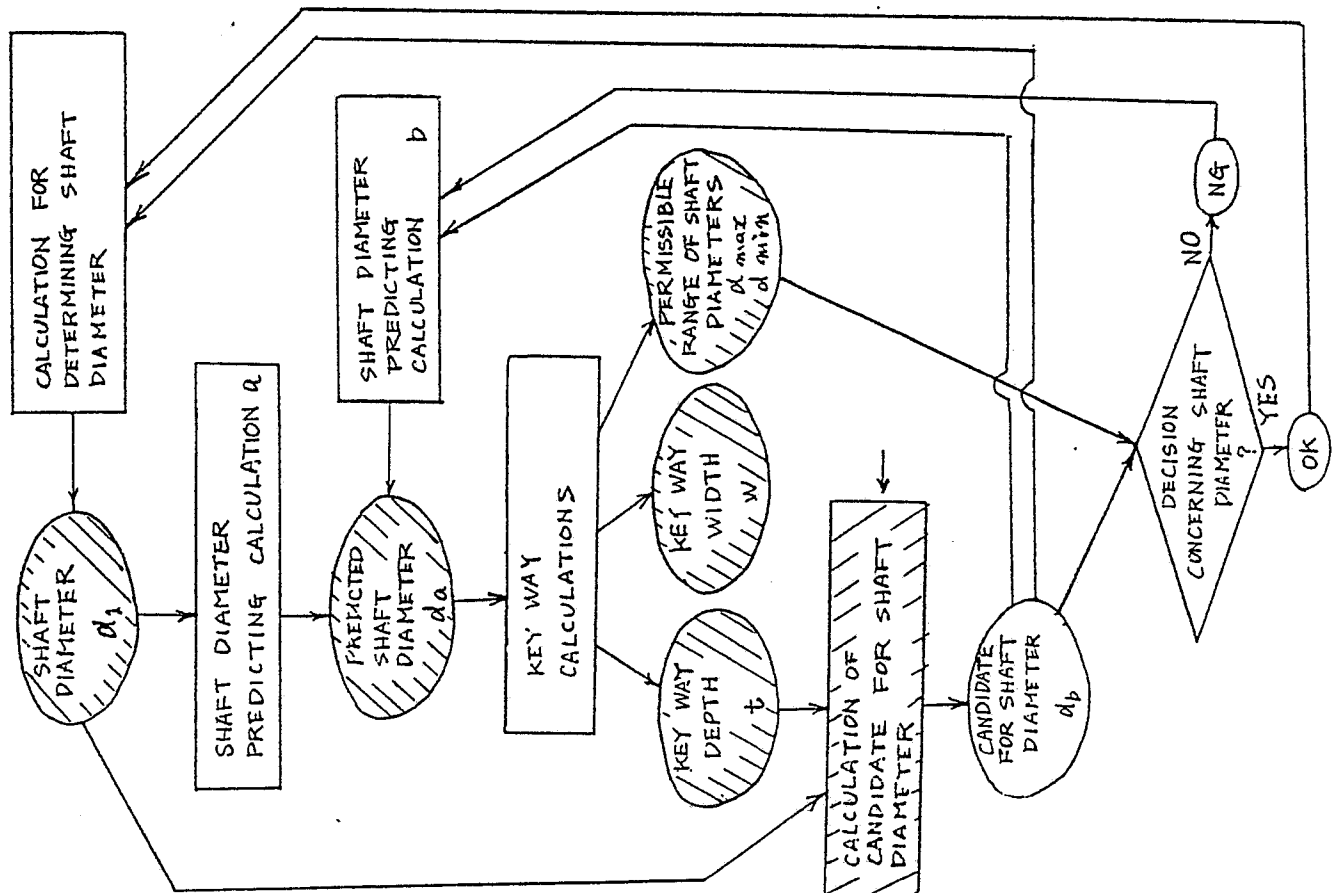 CALCULATION FOR
DETERMINING SHAFT
DIAMETER
SHAFT
DIAMETER
d1
SHAFT DIAMETER
PREDICTING CALCULATION a
SHAFT DIAMETER
PREDICTING
CALCULATION b
PREDICTED
SHAFT
DIAMETER
da
KEY WAY
CALCULATIONS
KEY WAY
DEPTH
t
KEY WAY
WIDTH
W
PERMISSIBLE
RANGE OF SHAFT
DIAMETERS
d max
d min
CALCULATION OF
CANDIDATE FOR SHAFT
DIAMETER
CANDIDATE
FOR SHAFT
DIAMETER
db
DECISION
CONCERNING SHAFT
DIAMETER
?
NO
NG
YES
OK